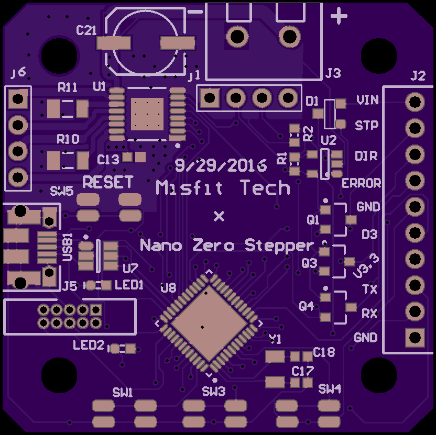 C21
- +
J6
J1
J3
J2
R11
U1
D1
VIN
STP
R2
U2
R10
C13
R1
DIR
9/29/2016
SW5
RESET
Misfit Tech
ERROR
GND
Q1
D3
USB1
Nano Zero Stepper
Q3
V3.3
U7
J5
LED1
U8
TX
Q4
RX
LED2
Y1
GND
C18
C17
SW1
SW3
SW4